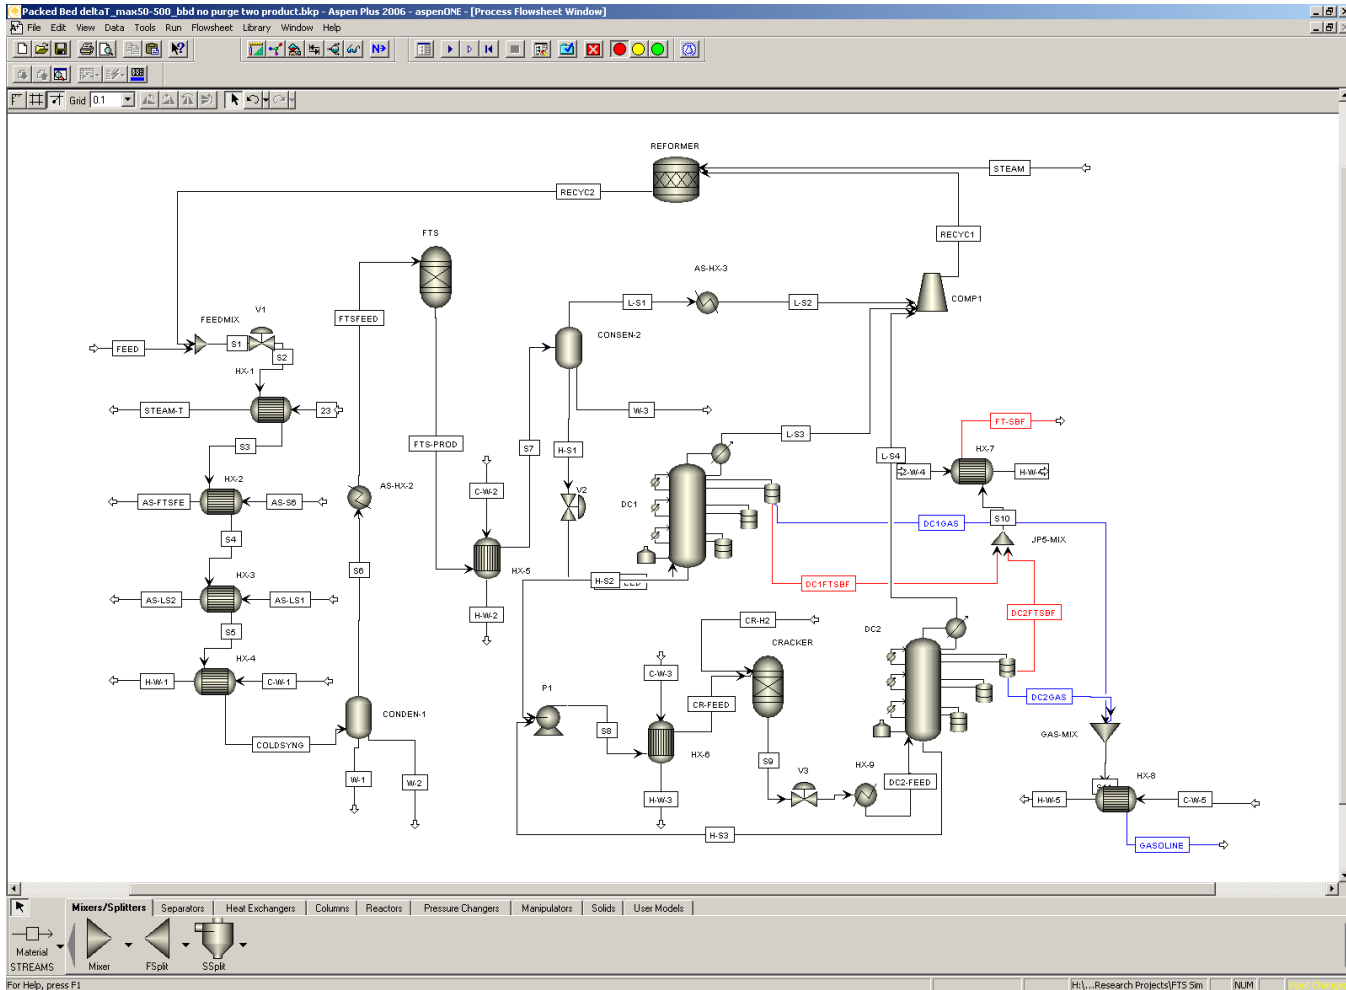 Packed Bed deltaT_max50-500_bbd no purge two product.bkp - Aspen Plus 2006 - aspenONE - [Process Flowsheet Window]
File Edit View Data Tools Run Flowsheet Library Window Help
N>
Grid 0.1
REFORMER
STEAM
RECYC2
FTS
RECYC1
AS-HX-3
L-S1
L-S2
COMP1
V1
FEEDMIX
FTSFEED
CONSEN-2
FEED
S1
S2
HX-1
STEAM-T
23
W-3
FT-SBF
L-S3
S3
FTS-PROD
S7
H-S1
L-S4
HX-7
HX-2
C-W-2
H-W-4
AS-HX-2
V2
AS-FTSFE
AS-S6
DC1
S10
DC1GAS
S4
JP5-MIX
HX-3
S6
HX-5
H-S2
DC1FTSBF
AS-LS2
AS-LS1
H-W-2
CR-H2
DC2FTSBF
S5
DC2
CRACKER
HX-4
C-W-3
H-W-1
C-W-1
P1
CR-FEED
DC2GAS
CONDEN-1
S8
GAS-MIX
COLDSYNG
HX-6
S9
V3
HX-9
HX-8
W-1
W-2
DC2-FEED
H-W-3
H-W-5
C-W-5
H-S3
GASOLINE
Mixers/Splitters Separators Heat Exchangers Columns Reactors Pressure Changers Manipulators Solids User Models
Material
STREAMS Mixer FSplit SSplit
For Help, press F1 H:\...Research Projects\FTS Sim NUM